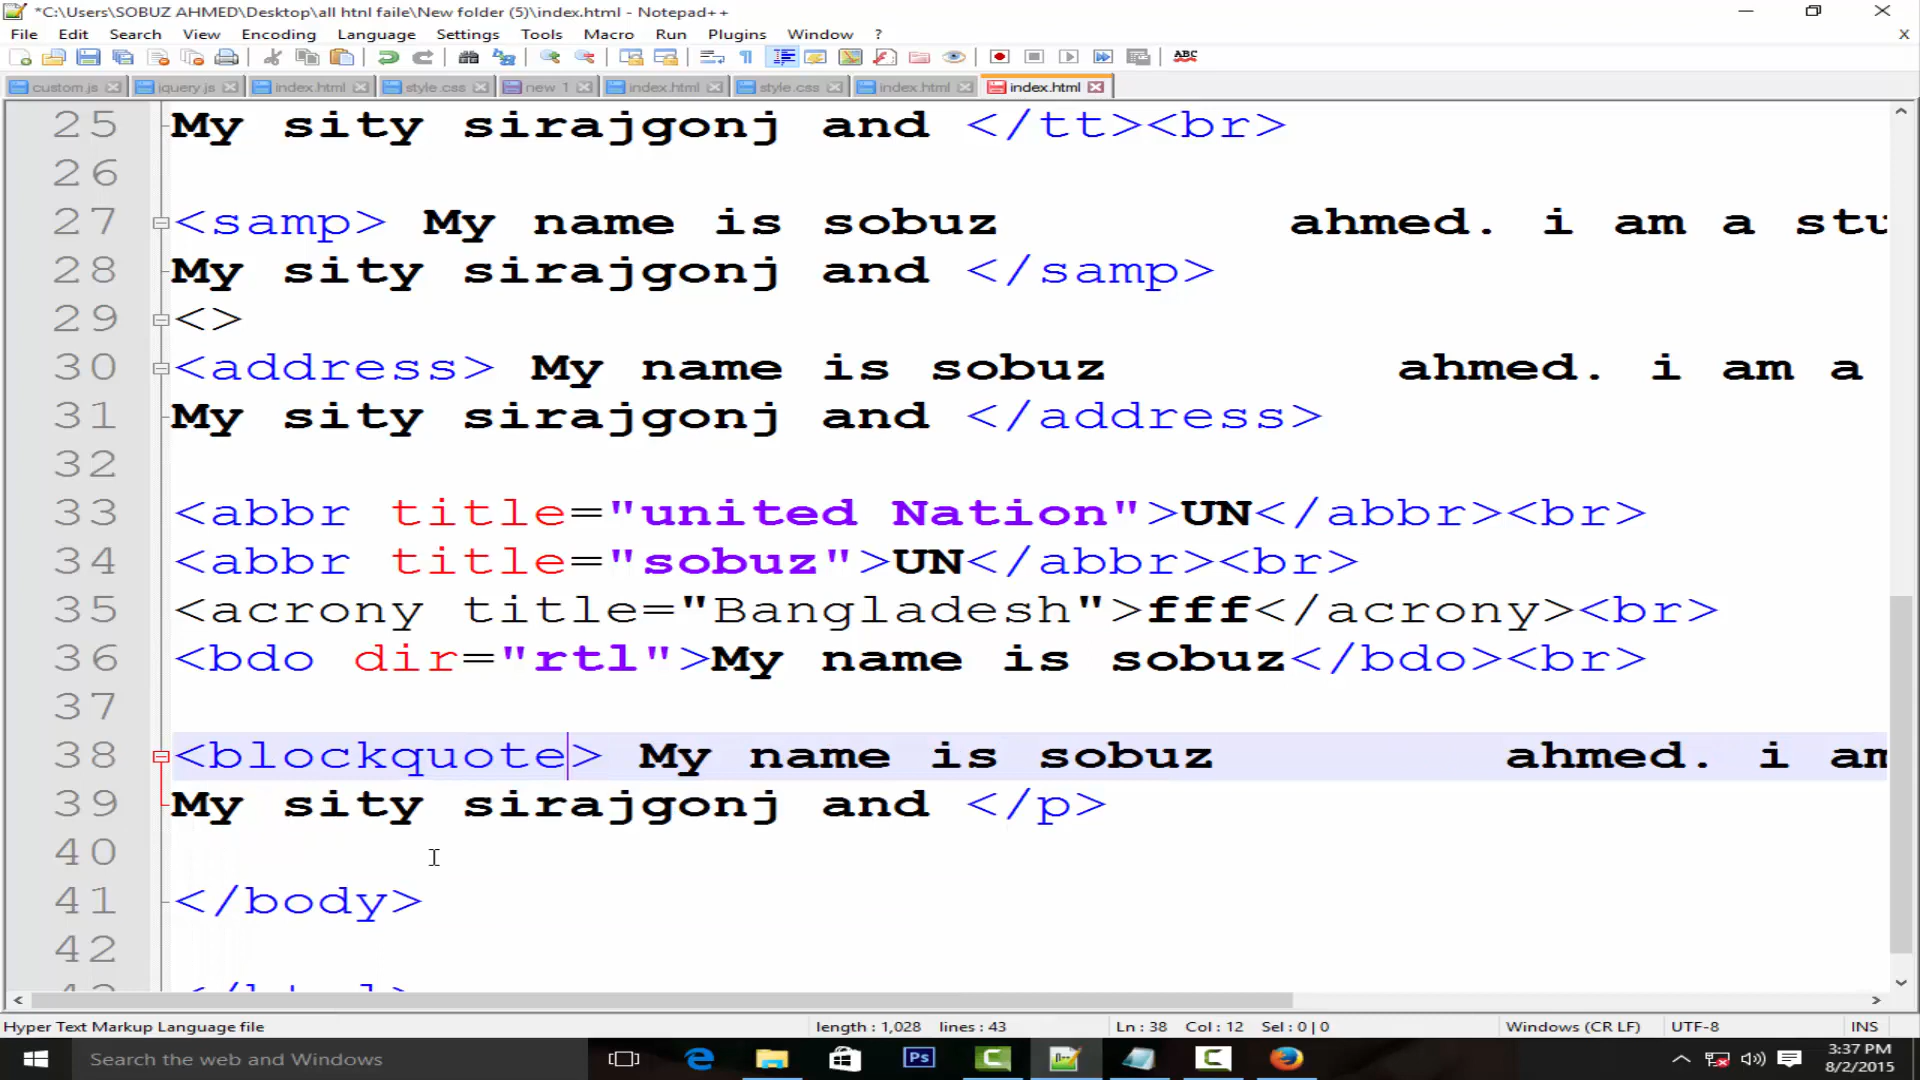 *C:\Users\SOBUZ AHMED\Desktop\all htnl faile\New folder (5)\index.html - Notepad++
File Edit Search View Encoding Language Settings Tools Macro Run Plugins Window ? X
ABC
custom.js jquery.js index.html style.css new 1 index.html style.css index.html index.html
25 My sity sirajgonj and </tt><br>
26
27 <samp> My name is sobuz ahmed. i am a stu
28 My sity sirajgonj and </samp>
29 <>
30 <address> My name is sobuz ahmed. i am a
31 My sity sirajgonj and </address>
32
33 <abbr title="united Nation">UN</abbr><br>
34 <abbr title="sobuz">UN</abbr><br>
35 <acrony title="Bangladesh">fff</acrony><br>
36 <bdo dir="rtl">My name is sobuz</bdo><br>
37
38 <blockquote> My name is sobuz ahmed. i am
39 My sity sirajgonj and </p>
40
41 </body>
42
43 </html>
Hyper Text Markup Language file length : 1,028 lines : 43 Ln : 38 Col : 12 Sel : 0 | 0 Windows (CR LF) UTF-8 INS
Search the web and Windows Ps 3:37 PM
8/2/2015